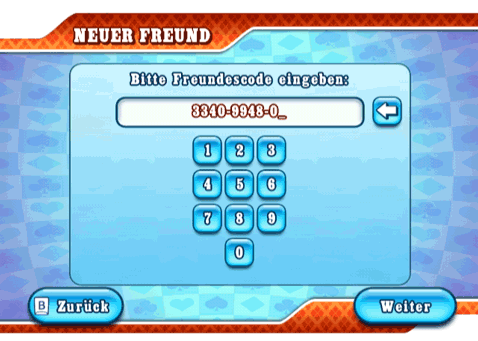 NEUER FREUND
Bitte Freundescode eingeben:
3340-9948-0_
1 2 3
4 5 6
7 8 9
0
B Zurück
Weiter